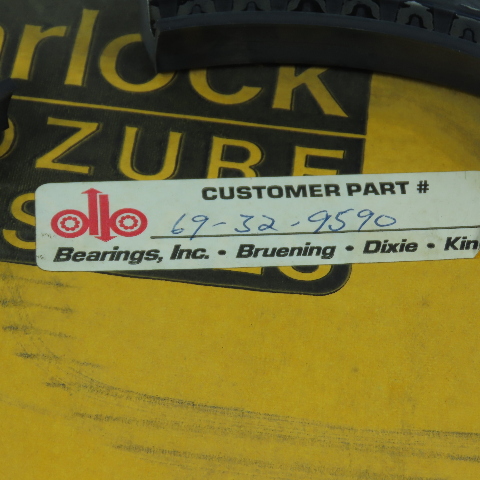 arlock
OZURE
CUSTOMER PART #
69-32-9590
Bearings, Inc. • Bruening • Dixie • Kin